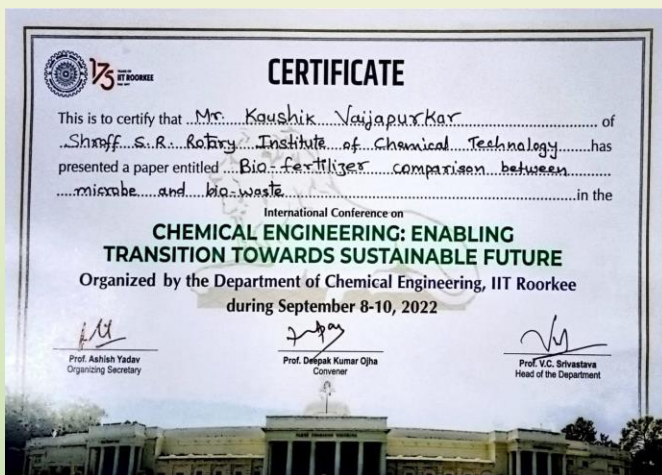 175 YEARS OF
IIT ROORKEE
CERTIFICATE
This is to certify that Mr. Kaushik Vaijapurkar of
Shroff S.R. Rotary Institute of Chemical Technology has
presented a paper entitled Bio-fertilizer comparison between
microbe and bio-waste in the
International Conference on
CHEMICAL ENGINEERING: ENABLING
TRANSITION TOWARDS SUSTAINABLE FUTURE
Organized by the Department of Chemical Engineering, IIT Roorkee
during September 8-10, 2022
Prof. Ashish Yadav
Organizing Secretary
Prof. Deepak Kumar Ojha
Convener
Prof. V.C. Srivastava
Head of the Department